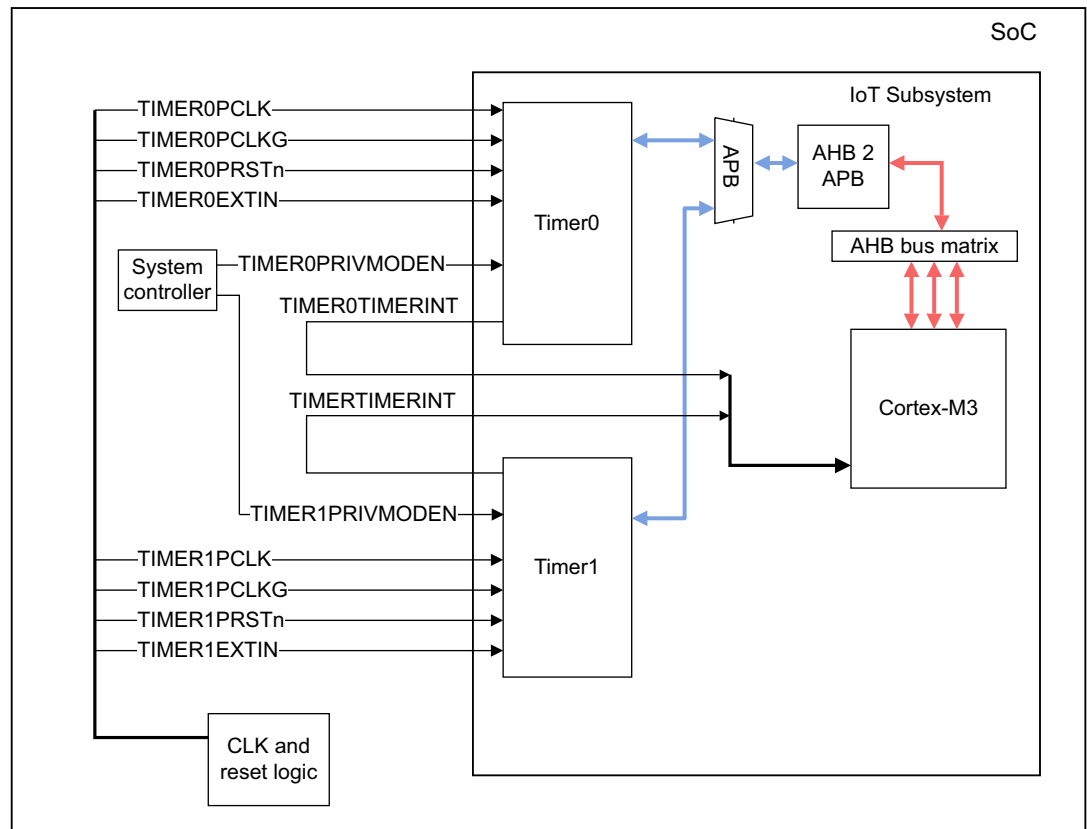 SoC
IoT Subsystem
TIMER0PCLK
TIMER0PCLKG
TIMER0PRSTn
TIMER0EXTIN
Timer0
APB
AHB 2
APB
AHB bus matrix
System
controller
TIMER0PRIVMODEN
TIMER0TIMERINT
TIMERTIMERINT
Cortex-M3
TIMER1PRIVMODEN
TIMER1PCLK
TIMER1PCLKG
TIMER1PRSTn
TIMER1EXTIN
Timer1
CLK and
reset logic